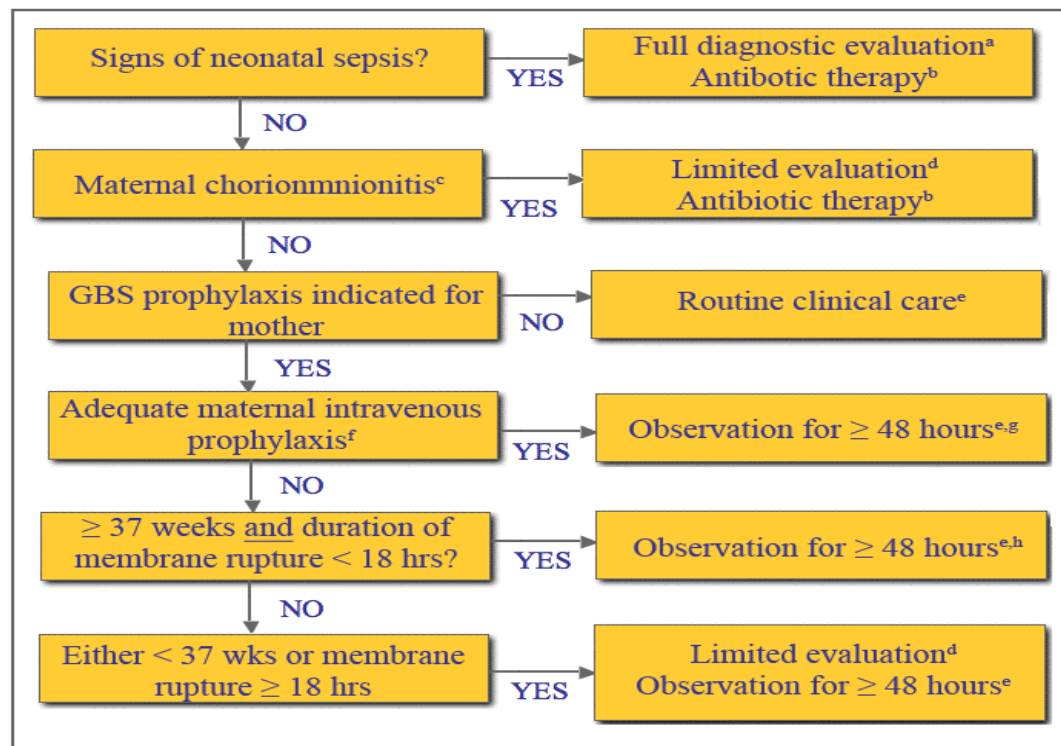 Signs of neonatal sepsis?
YES
Full diagnostic evaluationᵃ
Antibotic therapyᵇ
NO
Maternal chorionmnionitisᶜ
YES
Limited evaluationᵈ
Antibiotic therapyᵇ
NO
GBS prophylaxis indicated for
mother
NO
Routine clinical careᵉ
YES
Adequate maternal intravenous
prophylaxisᶠ
YES
Observation for ≥ 48 hoursᵉ,ᵍ
NO
≥ 37 weeks and duration of
membrane rupture < 18 hrs?
YES
Observation for ≥ 48 hoursᵉ,ʰ
NO
Either < 37 wks or membrane
rupture ≥ 18 hrs
YES
Limited evaluationᵈ
Observation for ≥ 48 hoursᵉ